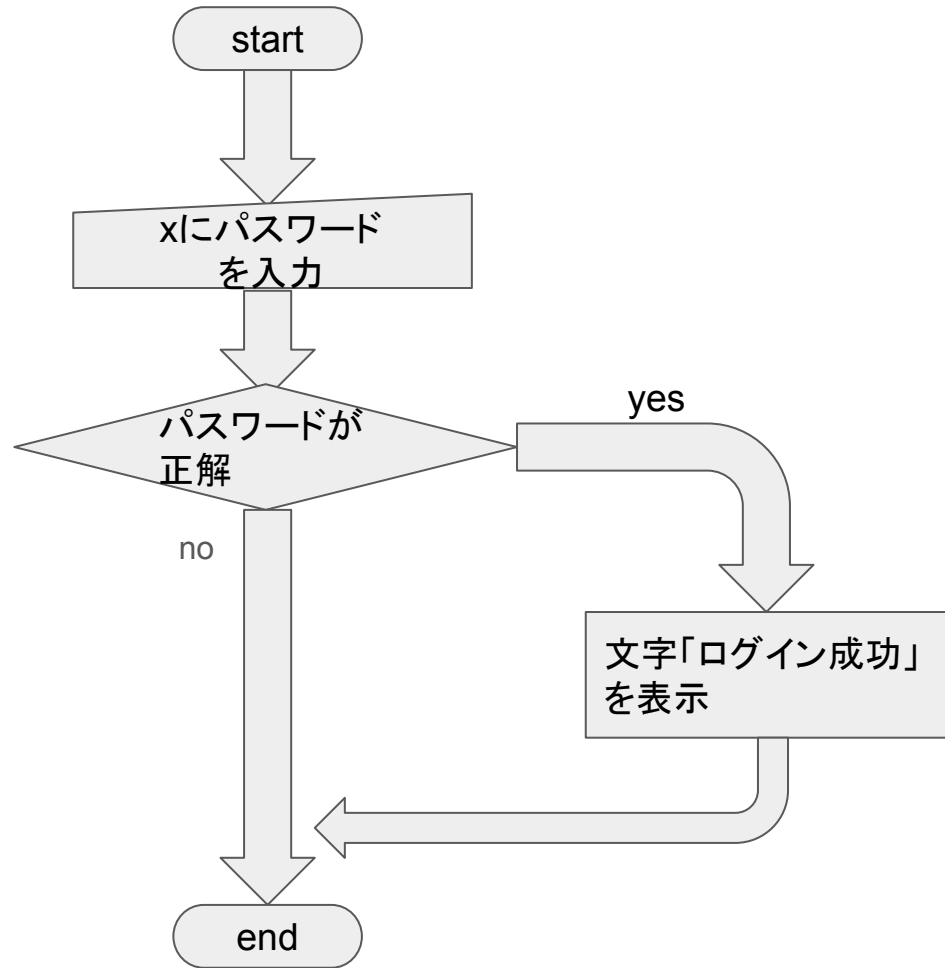 start
xにパスワード
を入力
パスワードが
正解
yes
no
文字「ログイン成功」
を表示
end